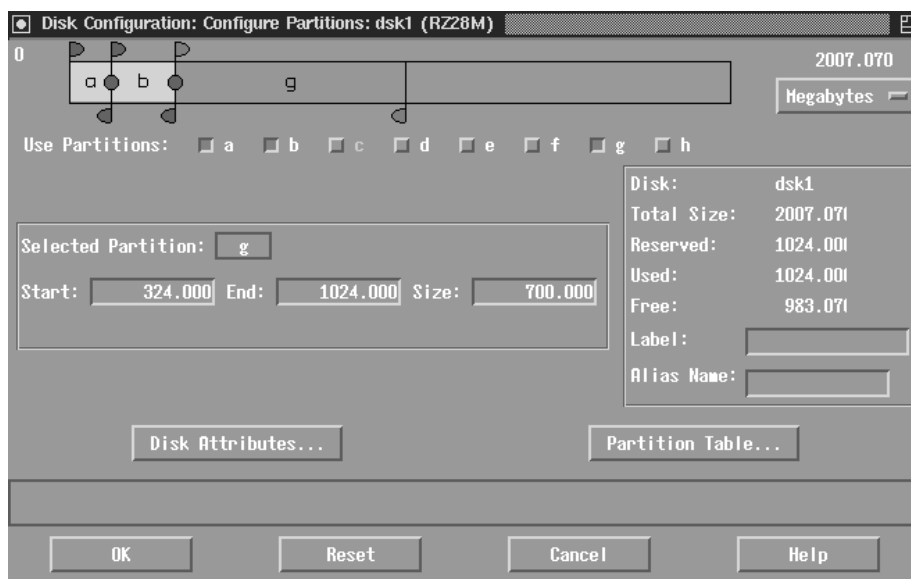 Disk Configuration: Configure Partitions: dsk1 (RZ28M)
0
2007.070
a b g
Megabytes
Use Partitions: a b c d e f g h
Disk: dsk1
Total Size: 2007.070
Selected Partition: g
Reserved: 1024.000
Start: 324.000 End: 1024.000 Size: 700.000
Used: 1024.000
Free: 983.070
Label:
Alias Name:
Disk Attributes...
Partition Table...
OK Reset Cancel Help